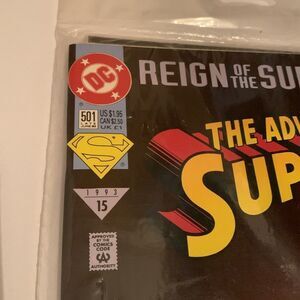 DC
REIGN OF THE SU
501
US $1.95
CAN $2.50
UK £1
S
THE ADV
SUP
1993
15
APPROVED
BY THE
COMICS
CODE
CA
AUTHORITY